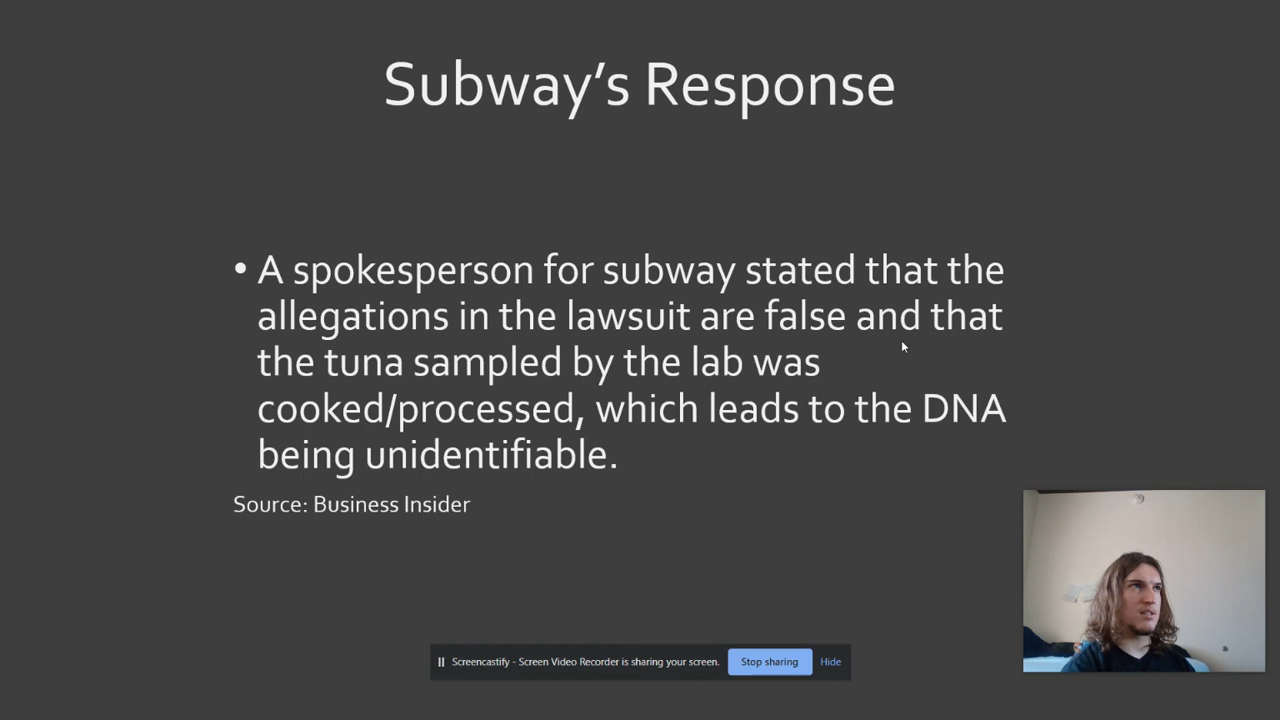 Subway’s Response
• A spokesperson for subway stated that the
allegations in the lawsuit are false and that
the tuna sampled by the lab was
cooked/processed, which leads to the DNA
being unidentifiable.
Source: Business Insider
Screencastify - Screen Video Recorder is sharing your screen. Stop sharing Hide